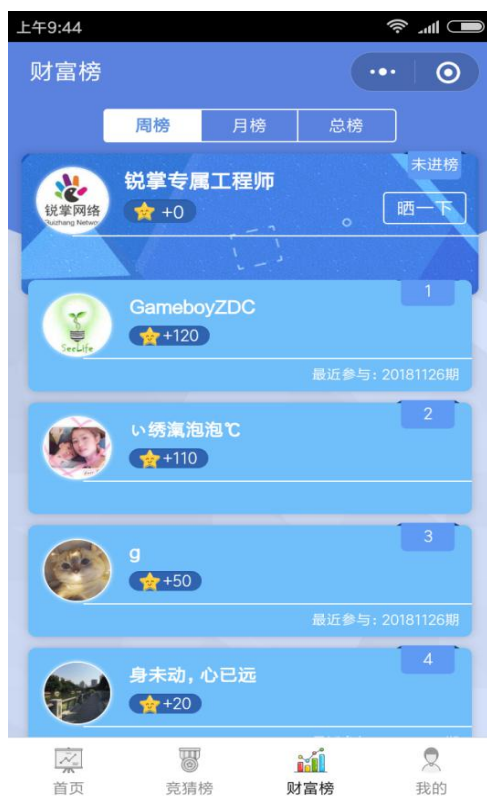 上午9:44
财富榜
周榜 月榜 总榜
未进榜
锐掌专属工程师
+0
晒一下
锐掌网络
Ruizhang Network
1
GameboyZDC
+120
SeeLife
最近参与: 20181126期
2
い绣滊泡泡℃
+110
3
g
+50
最近参与: 20181126期
4
身未动，心已远
+20
首页 竞猜榜 财富榜 我的